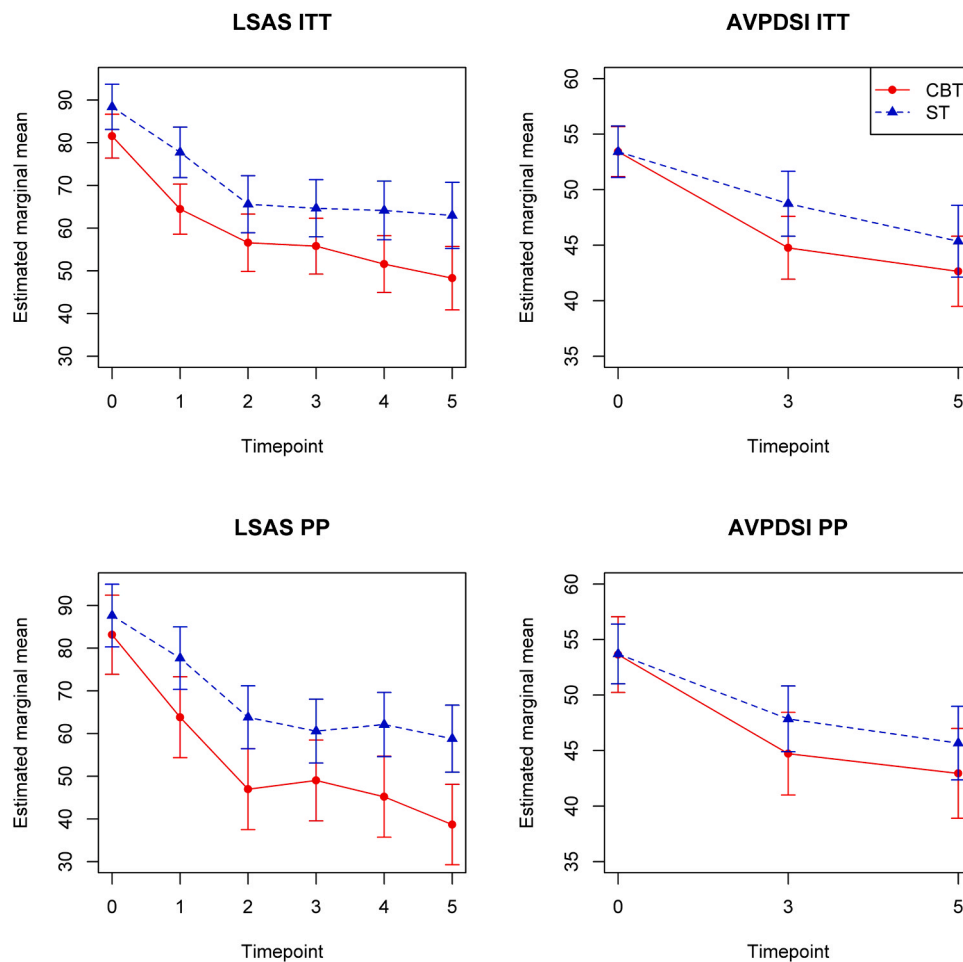 LSAS ITT
Estimated marginal mean
90
80
70
60
50
40
30
0 1 2 3 4 5
Timepoint
AVPDSI ITT
Estimated marginal mean
60
55
50
45
40
35
CBT
ST
0 3 5
Timepoint
LSAS PP
Estimated marginal mean
90
80
70
60
50
40
30
0 1 2 3 4 5
Timepoint
AVPDSI PP
Estimated marginal mean
60
55
50
45
40
35
0 3 5
Timepoint